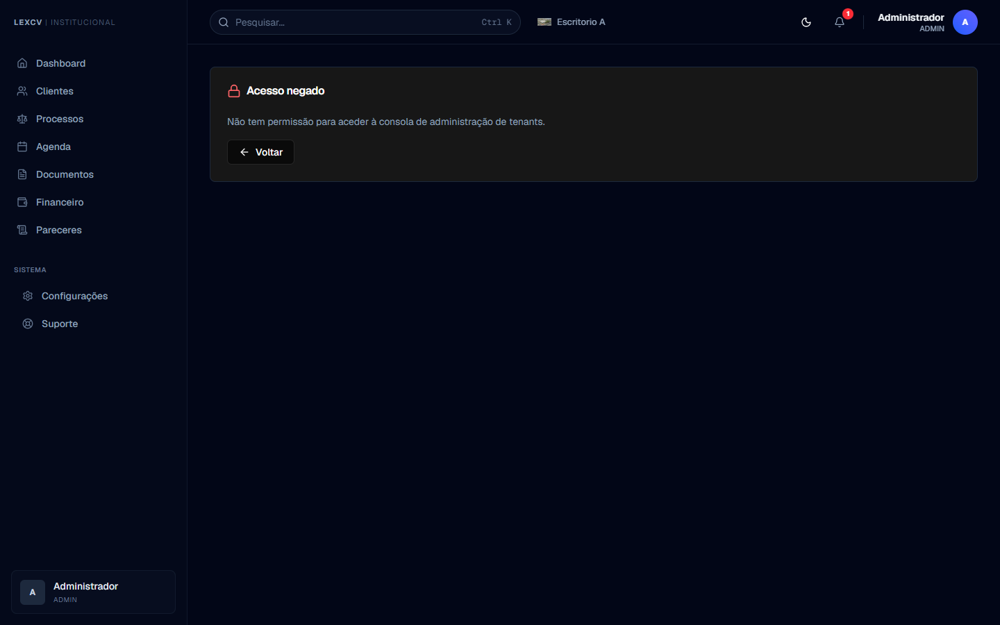 LEXCV | INSTITUCIONAL
Pesquisar...
Ctrl K
Escritorio A
1
Administrador
ADMIN
A
Dashboard
Clientes
Processos
Agenda
Documentos
Financeiro
Pareceres
SISTEMA
Configurações
Suporte
Acesso negado
Não tem permissão para aceder à consola de administração de tenants.
Voltar
A
Administrador
ADMIN